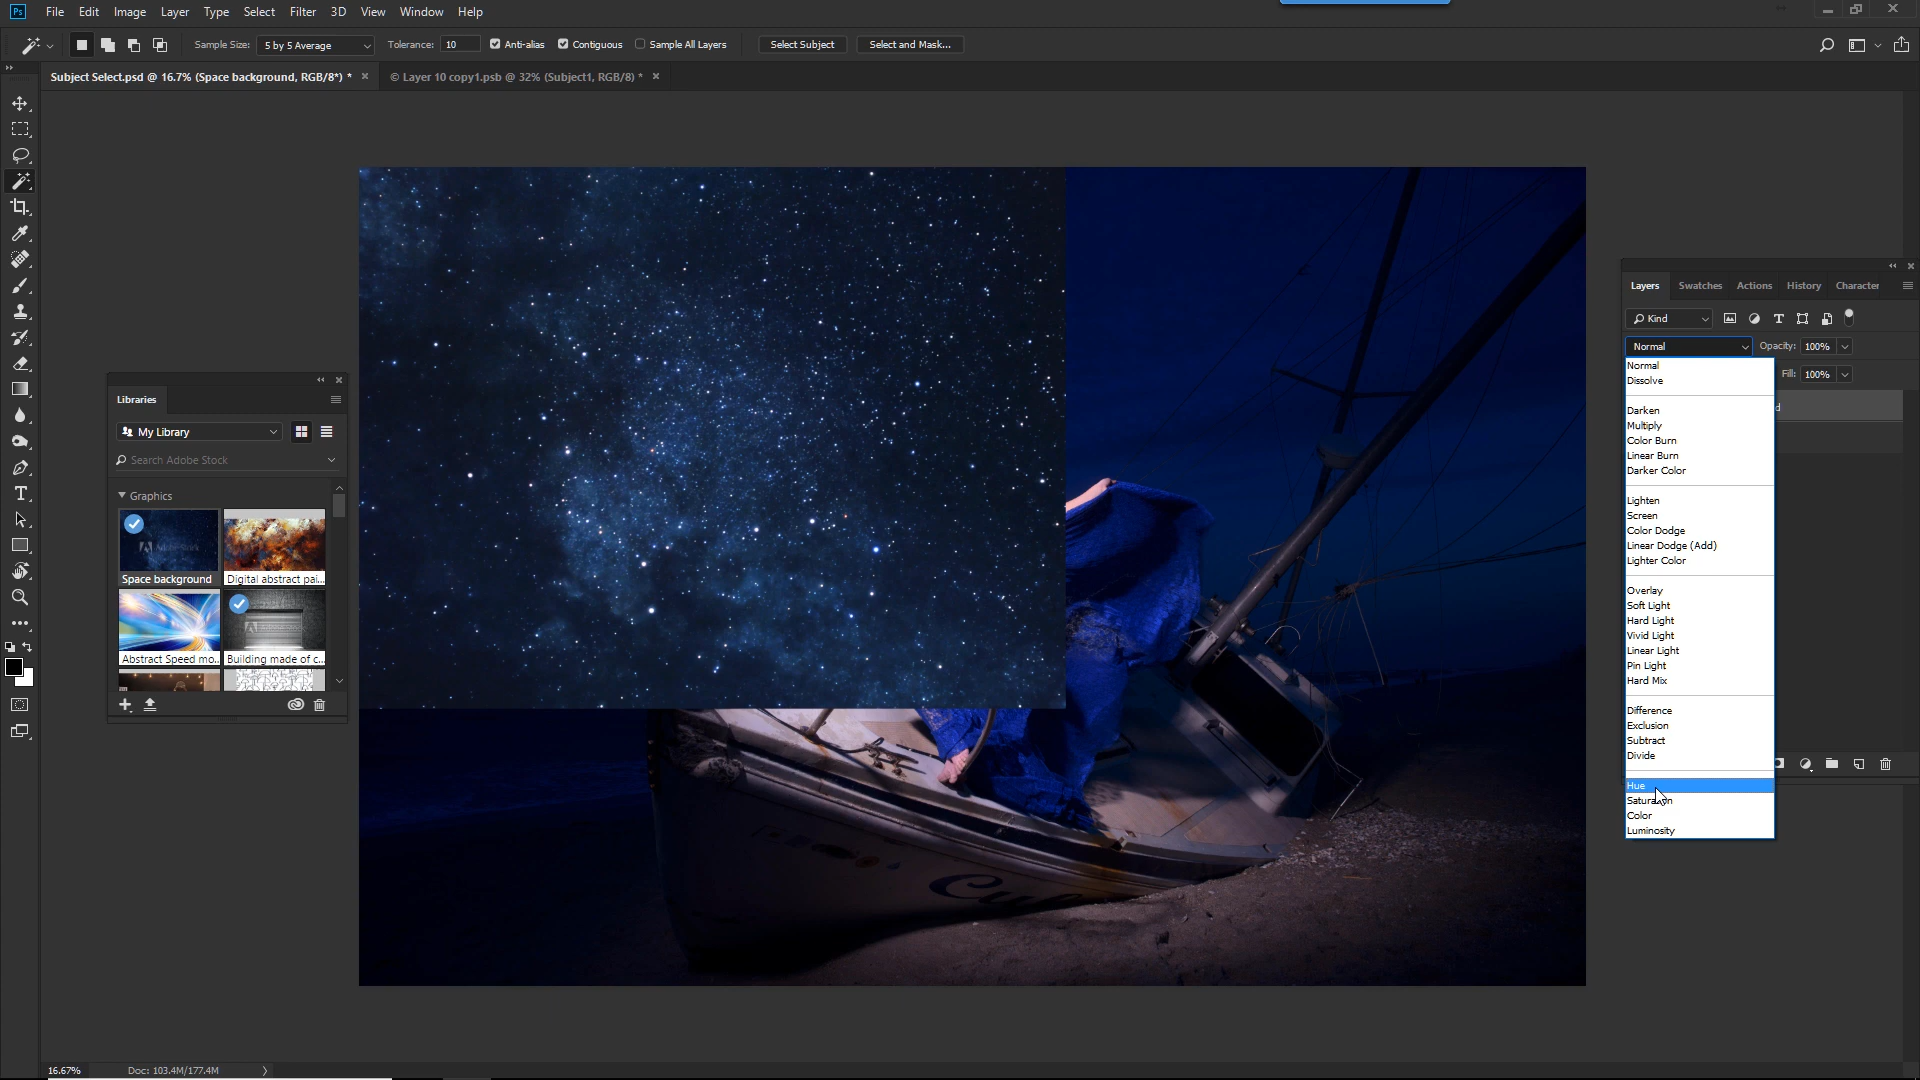 Ps File Edit Image Layer Type Select Filter 3D View Window Help
Sample Size: 5 by 5 Average Tolerance: 10 Anti-alias Contiguous Sample All Layers Select Subject Select and Mask...
Subject Select.psd @ 16.7% (Space background, RGB/8*) * × © Layer 10 copy1.psb @ 32% (Subject1, RGB/8) * ×
Layers Swatches Actions History Character
Kind
Normal Opacity: 100%
Normal
Fill: 100%
Dissolve
Darken
d
Multiply
Color Burn
Linear Burn
Darker Color
Lighten
Screen
Color Dodge
Linear Dodge (Add)
Lighter Color
Overlay
Soft Light
Hard Light
Vivid Light
Linear Light
Pin Light
Hard Mix
Difference
Exclusion
Subtract
Divide
Hue
Saturation
Color
Luminosity
Libraries
My Library
Search Adobe Stock
Graphics
Adobe Stock
Space background Digital abstract pai...
Abstract Speed mo... Building made of c...
16.67% Doc: 103.4M/177.4M